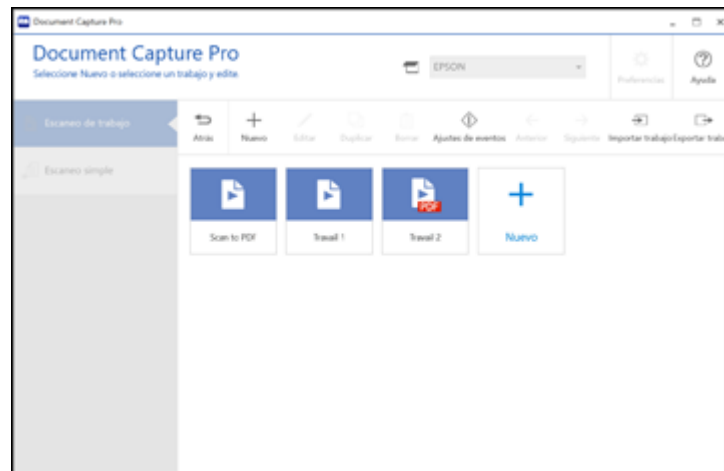 Document Capture Pro
Document Capture Pro
Seleccione Nuevo o seleccione un trabajo y edite.
EPSON
Preferencias
Ayuda
Escaneo de trabajo
Atrás
Nuevo
Editar
Duplicar
Borrar
Ajustes de eventos
Anterior
Siguiente
Importar trabajo
Exportar trab
Escaneo simple
Scan to PDF
Travail 1
PDF
Travail 2
Nuevo